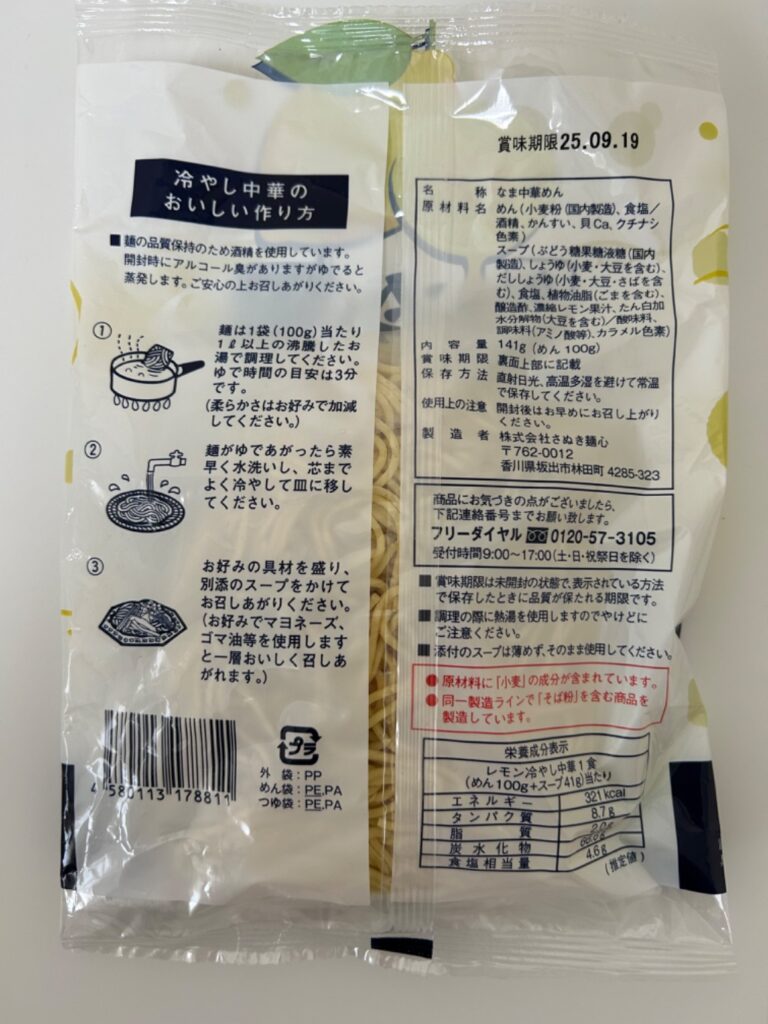 冷やし中華の
おいしい作り方
■麺の品質保持のため酒精を使用しています。
開封時にアルコール臭がありますがゆでると
蒸発します。ご安心の上お召しあがりください。
①
麺は1袋(100g)当たり
1ℓ以上の沸騰したお
湯で調理してください。
ゆで時間の目安は3分
です。
(柔らかさはお好みで加減
してください。)
②
麺がゆであがったら素
早く水洗いし、芯まで
よく冷やして皿に移し
てください。
③
お好みの具材を盛り、
別添のスープをかけて
お召しあがりください。
(お好みでマヨネーズ、
ゴマ油等を使用します
と一層おいしく召しあ
がれます。)
4 580113 178811
プラ
外袋:PP
めん袋:PE.PA
つゆ袋:PE.PA
賞味期限25.09.19
名称 なま中華めん
原材料名 めん(小麦粉(国内製造)、食塩/
酒精、かんすい、貝Ca、クチナシ
色素)
スープ(ぶどう糖果糖液糖(国内
製造)、しょうゆ(小麦・大豆を含む)、
だししょうゆ(小麦・大豆・さばを含
む)、食塩、植物油脂(ごまを含む)、
醸造酢、濃縮レモン果汁、たん白加
水分解物(大豆を含む)/酸味料、
調味料(アミノ酸等)、カラメル色素)
内容量 141g(めん100g)
賞味期限 裏面上部に記載
保存方法 直射日光、高温多湿を避けて常温
で保存してください。
使用上の注意 開封後はお早めにお召し上がり
ください。
製造者 株式会社さぬき麺心
〒762-0012
香川県坂出市林田町4285-323
商品にお気づきの点がございましたら、
下記連絡番号までお願い致します。
フリーダイヤル 0120-57-3105
受付時間9:00〜17:00(土・日・祝祭日を除く)
■賞味期限は未開封の状態で、表示されている方法
で保存したときに品質が保たれる期限です。
■調理の際に熱湯を使用しますのでやけどに
ご注意ください。
■添付のスープは薄めず、そのまま使用してください。
●原材料に「小麦」の成分が含まれています。
●同一製造ラインで「そば粉」を含む商品を
製造しています。
栄養成分表示
レモン冷やし中華1食
(めん100g+スープ41g)当たり
エネルギー 321kcal
タンパク質 8.7g
脂質
炭水化物
食塩相当量 4.6g
(推定値)